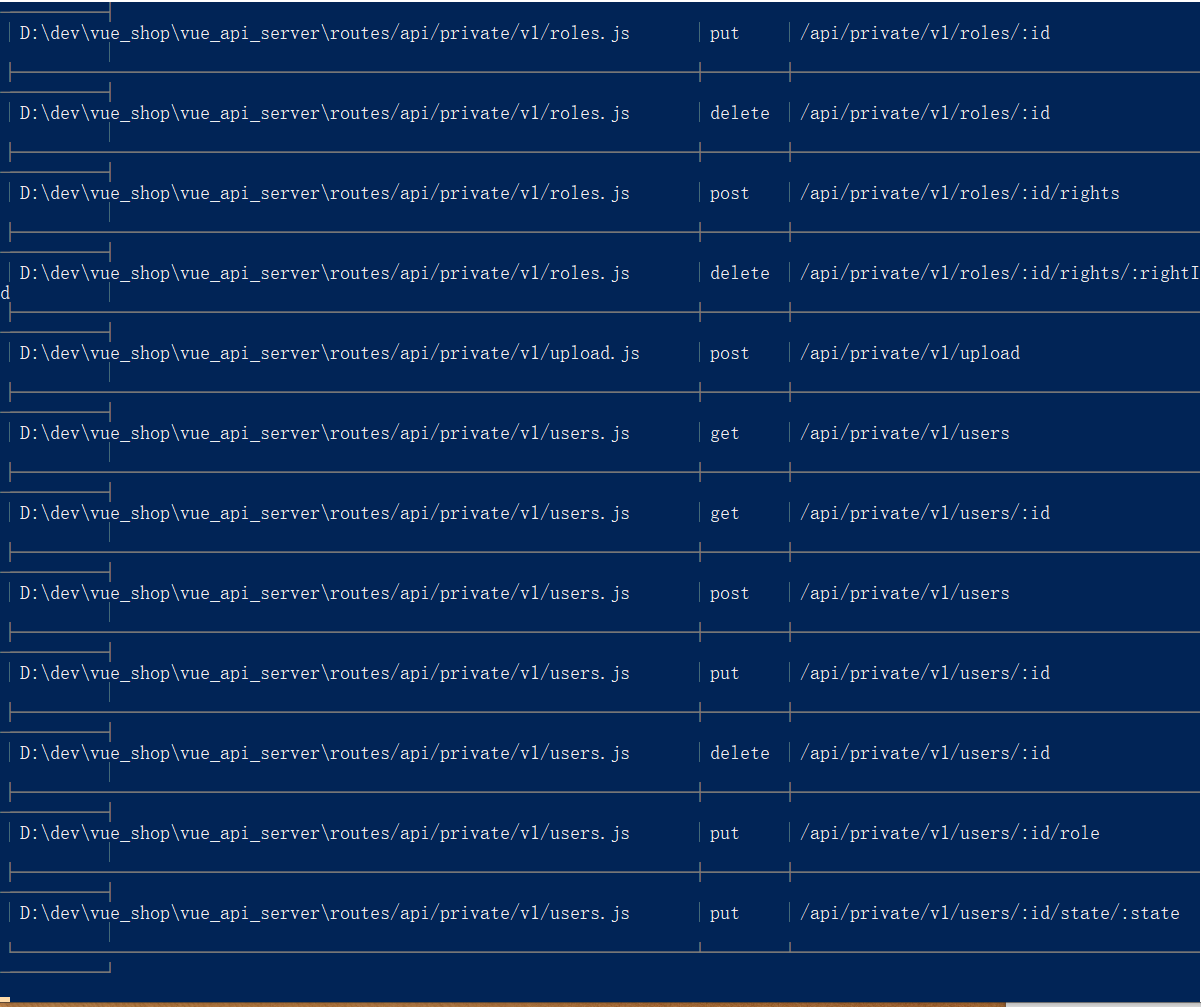 D:\dev\vue_shop\vue_api_server\routes/api/private/v1/roles.js put /api/private/v1/roles/:id
D:\dev\vue_shop\vue_api_server\routes/api/private/v1/roles.js delete /api/private/v1/roles/:id
D:\dev\vue_shop\vue_api_server\routes/api/private/v1/roles.js post /api/private/v1/roles/:id/rights
D:\dev\vue_shop\vue_api_server\routes/api/private/v1/roles.js delete /api/private/v1/roles/:id/rights/:rightI
d
D:\dev\vue_shop\vue_api_server\routes/api/private/v1/upload.js post /api/private/v1/upload
D:\dev\vue_shop\vue_api_server\routes/api/private/v1/users.js get /api/private/v1/users
D:\dev\vue_shop\vue_api_server\routes/api/private/v1/users.js get /api/private/v1/users/:id
D:\dev\vue_shop\vue_api_server\routes/api/private/v1/users.js post /api/private/v1/users
D:\dev\vue_shop\vue_api_server\routes/api/private/v1/users.js put /api/private/v1/users/:id
D:\dev\vue_shop\vue_api_server\routes/api/private/v1/users.js delete /api/private/v1/users/:id
D:\dev\vue_shop\vue_api_server\routes/api/private/v1/users.js put /api/private/v1/users/:id/role
D:\dev\vue_shop\vue_api_server\routes/api/private/v1/users.js put /api/private/v1/users/:id/state/:state